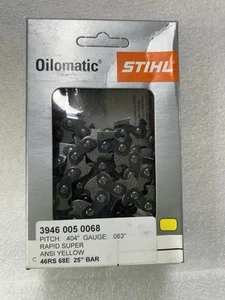 Oilomatic® STIHL®
3946 005 0068
PITCH: .404" GAUGE: .063"
RAPID SUPER
ANSI YELLOW
46RS 68E 25" BAR